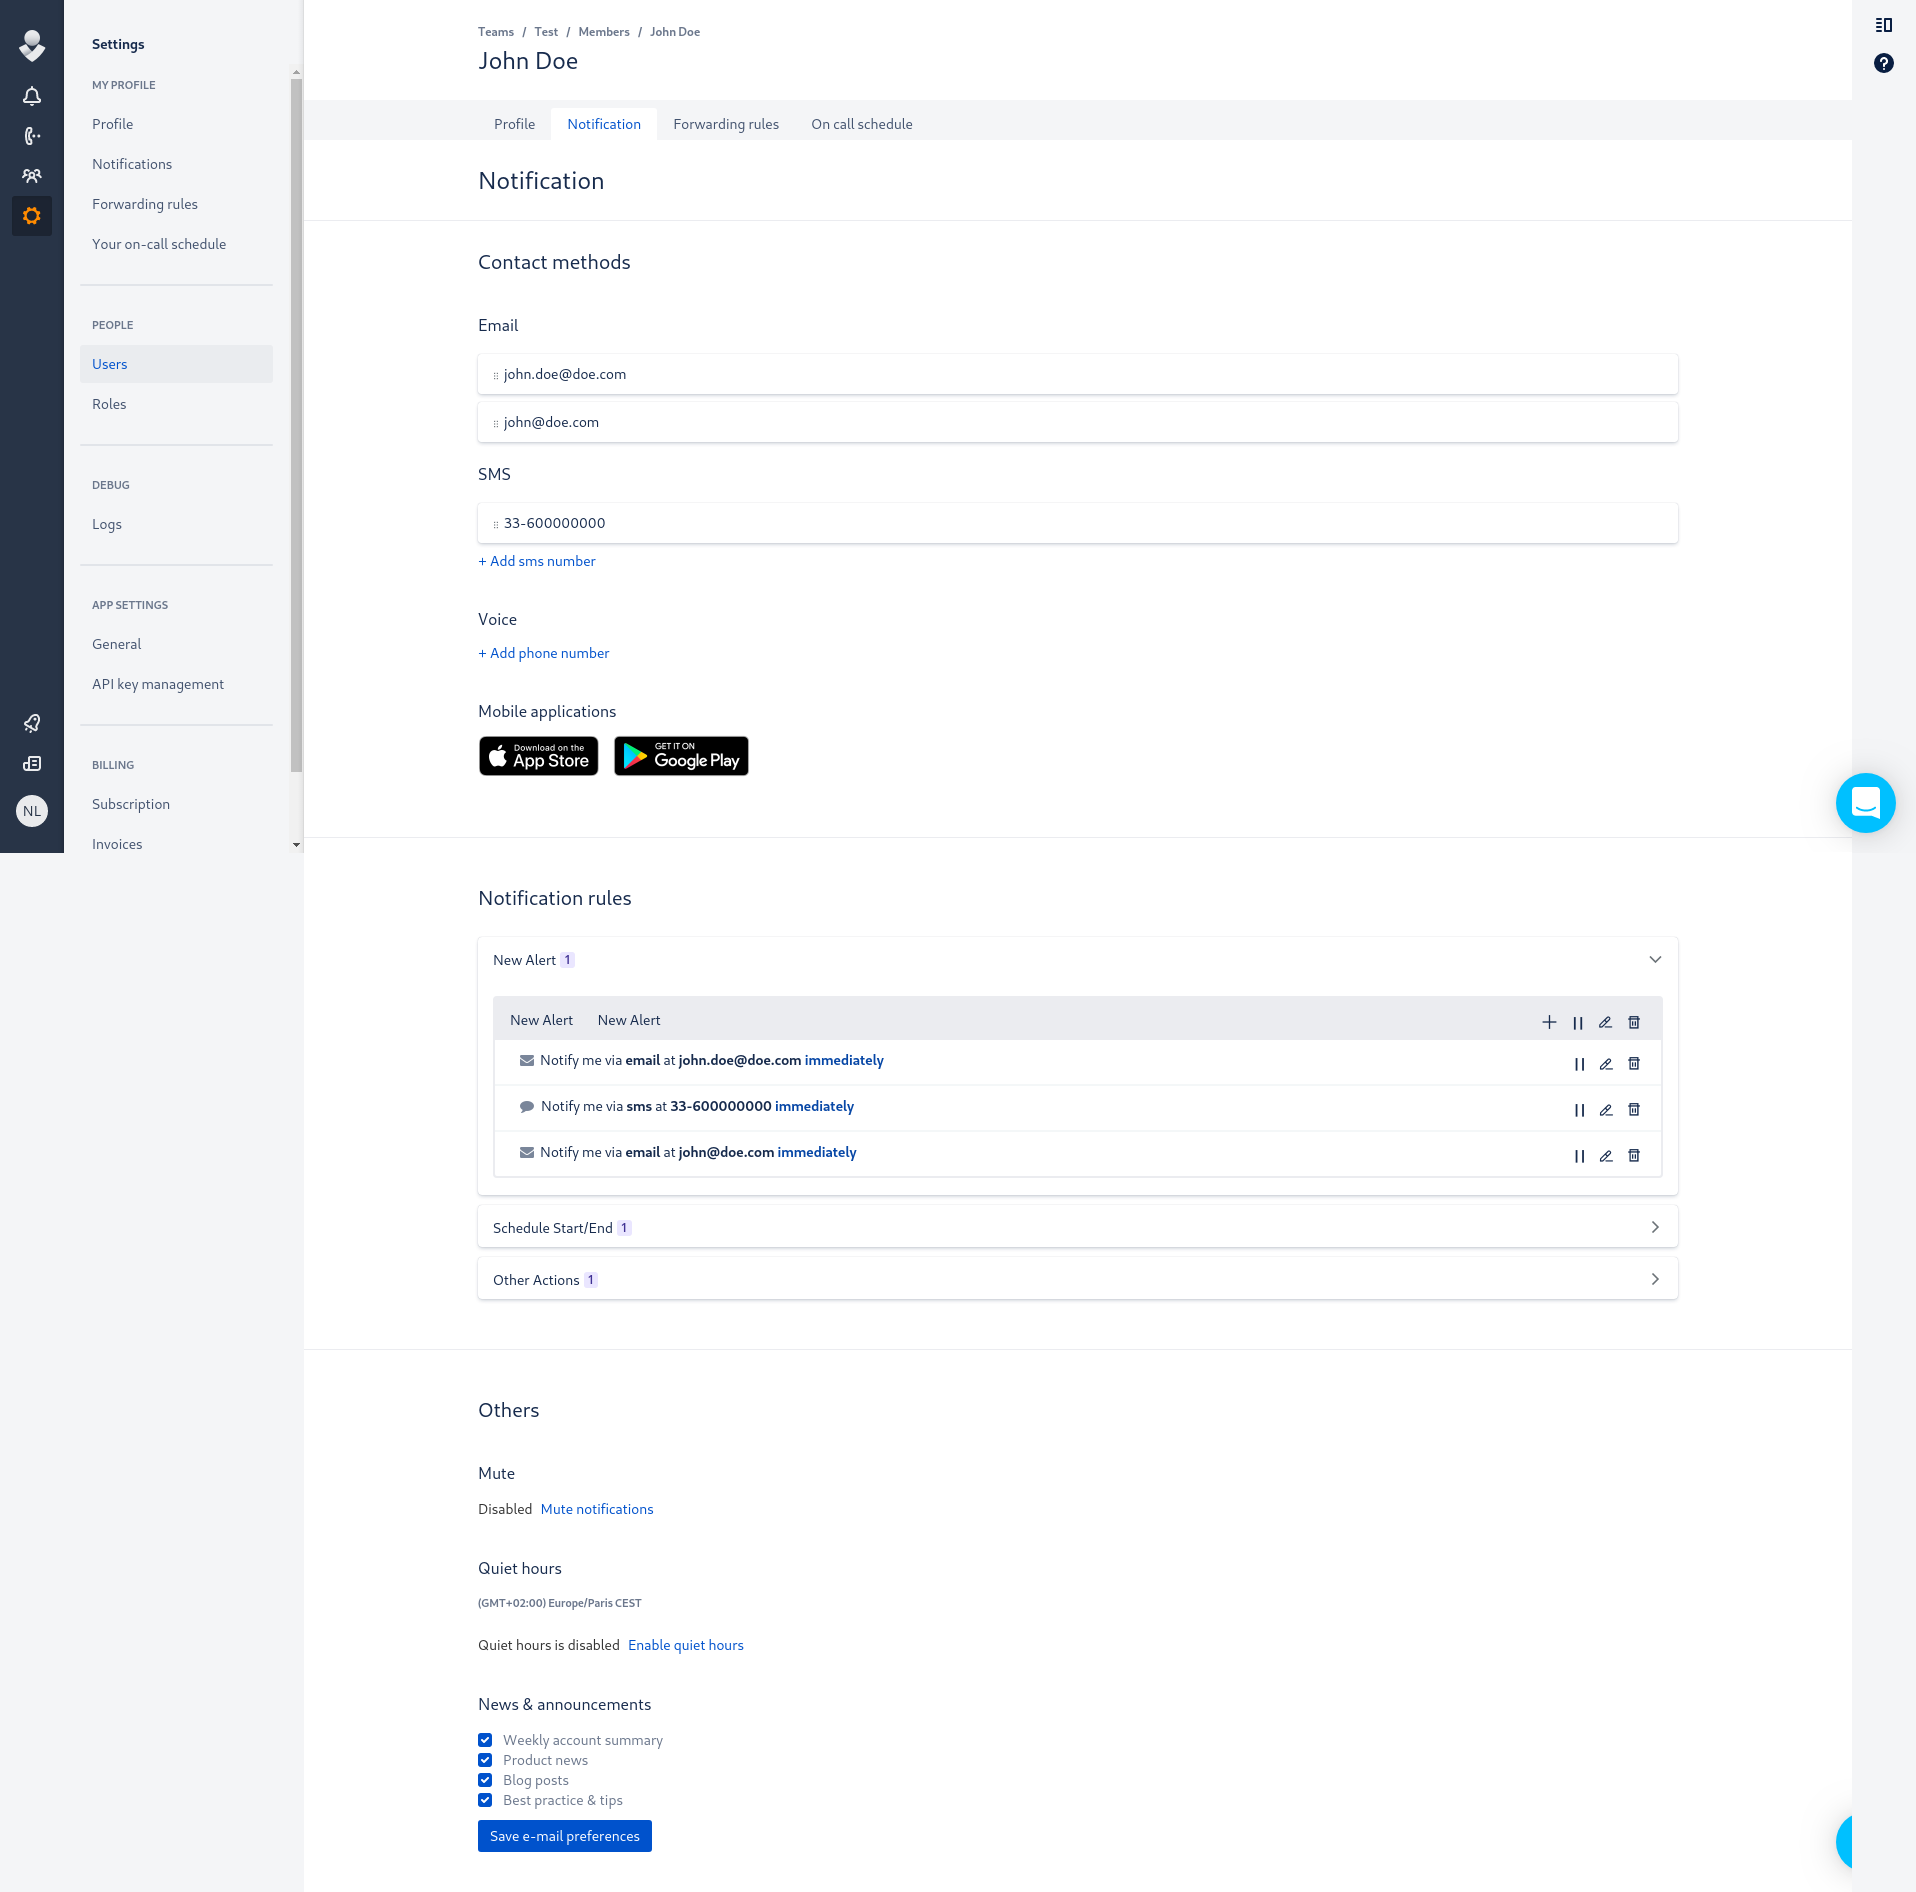 Settings
MY PROFILE
Profile
Notifications
Forwarding rules
Your on-call schedule
PEOPLE
Users
Roles
DEBUG
Logs
APP SETTINGS
General
API key management
BILLING
Subscription
Invoices
NL
Teams / Test / Members / John Doe
John Doe
Profile Notification Forwarding rules On call schedule
Notification
Contact methods
Email
john.doe@doe.com
john@doe.com
SMS
33-600000000
+ Add sms number
Voice
+ Add phone number
Mobile applications
Download on the
App Store
GET IT ON
Google Play
Notification rules
New Alert 1
New Alert New Alert
Notify me via email at john.doe@doe.com immediately
Notify me via sms at 33-600000000 immediately
Notify me via email at john@doe.com immediately
Schedule Start/End 1
Other Actions 1
Others
Mute
Disabled Mute notifications
Quiet hours
(GMT+02:00) Europe/Paris CEST
Quiet hours is disabled Enable quiet hours
News & announcements
Weekly account summary
Product news
Blog posts
Best practice & tips
Save e-mail preferences
?